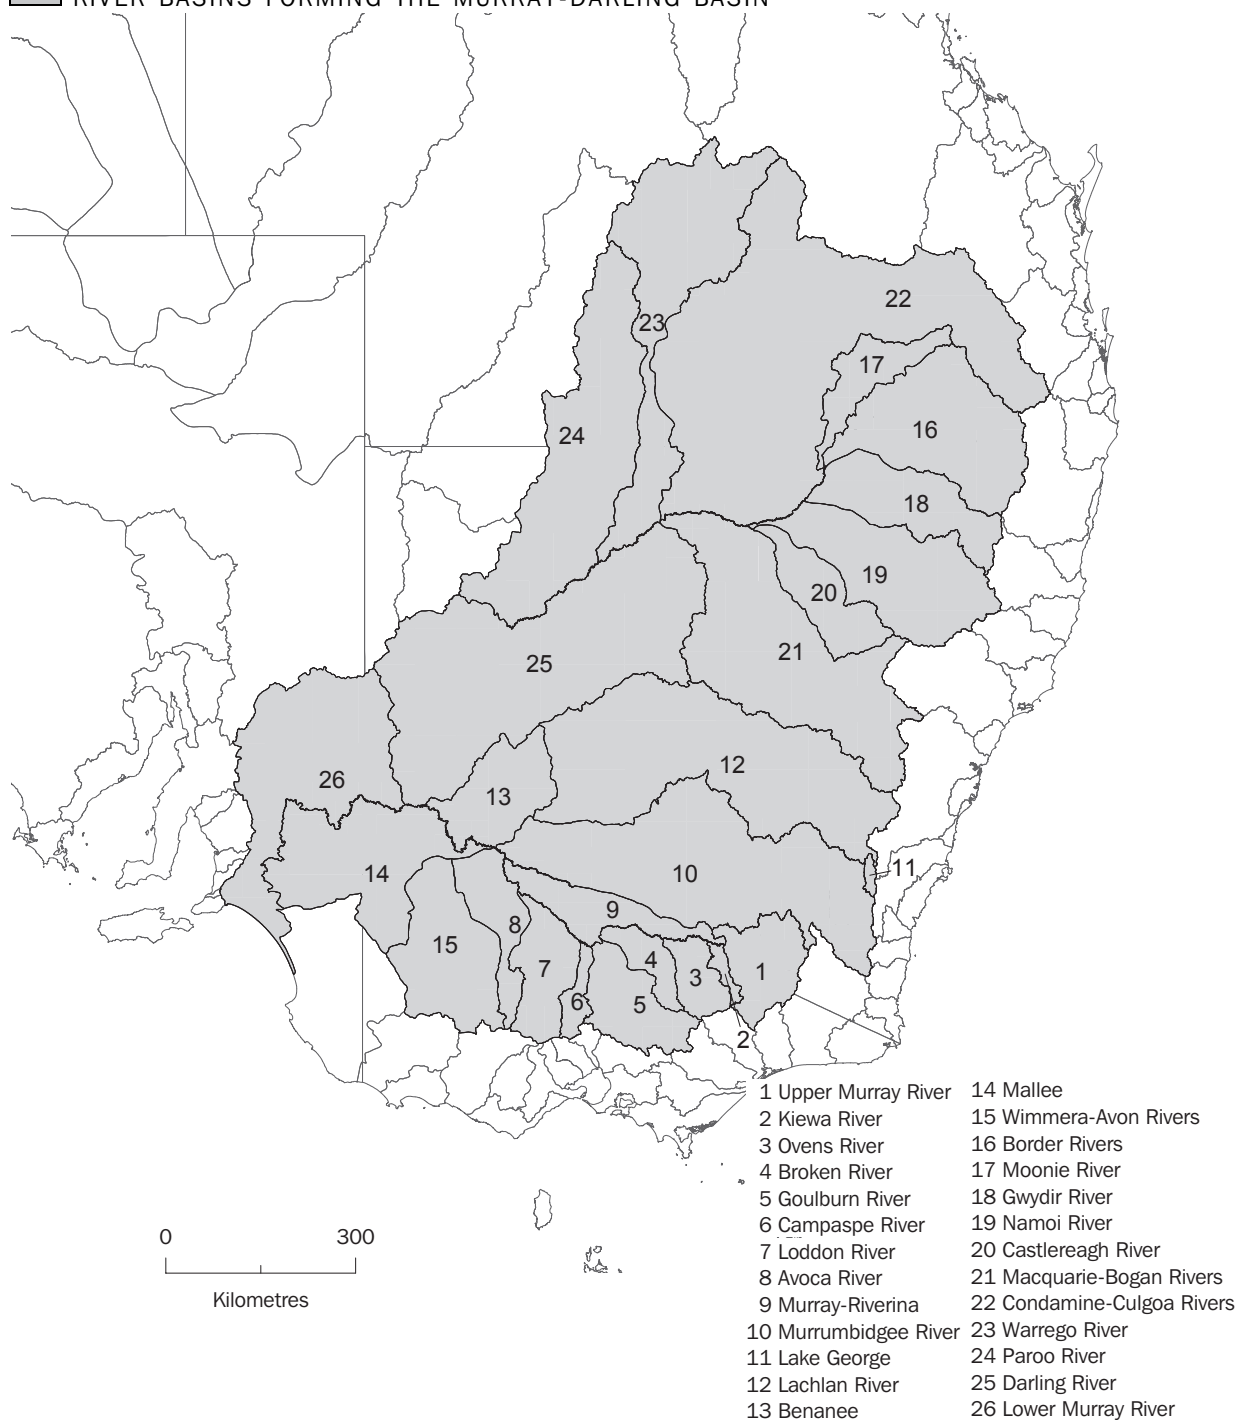 RIVER BASINS FORMING THE MURRAY-DARLING BASIN
22
23
17
24
16
18
19
20
21
25
12
26
13
11
14
10
9
8
15
4
7
1
3
6
5
2
0 300
Kilometres
1 Upper Murray River
2 Kiewa River
3 Ovens River
4 Broken River
5 Goulburn River
6 Campaspe River
7 Loddon River
8 Avoca River
9 Murray-Riverina
10 Murrumbidgee River
11 Lake George
12 Lachlan River
13 Benanee
14 Mallee
15 Wimmera-Avon Rivers
16 Border Rivers
17 Moonie River
18 Gwydir River
19 Namoi River
20 Castlereagh River
21 Macquarie-Bogan Rivers
22 Condamine-Culgoa Rivers
23 Warrego River
24 Paroo River
25 Darling River
26 Lower Murray River